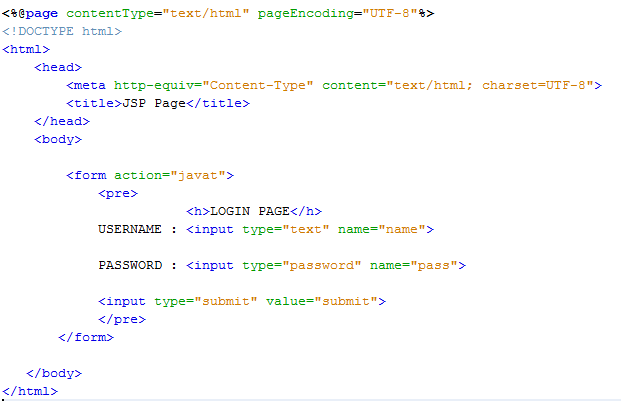 <%@page contentType="text/html" pageEncoding="UTF-8"%>
<!DOCTYPE html>
<html>
    <head>
        <meta http-equiv="Content-Type" content="text/html; charset=UTF-8">
        <title>JSP Page</title>
    </head>
    <body>

        <form action="javat">
            <pre>
                       <h>LOGIN PAGE</h>
            USERNAME : <input type="text" name="name">

            PASSWORD : <input type="password" name="pass">

            <input type="submit" value="submit">
            </pre>
       </form>

   </body>
</html>